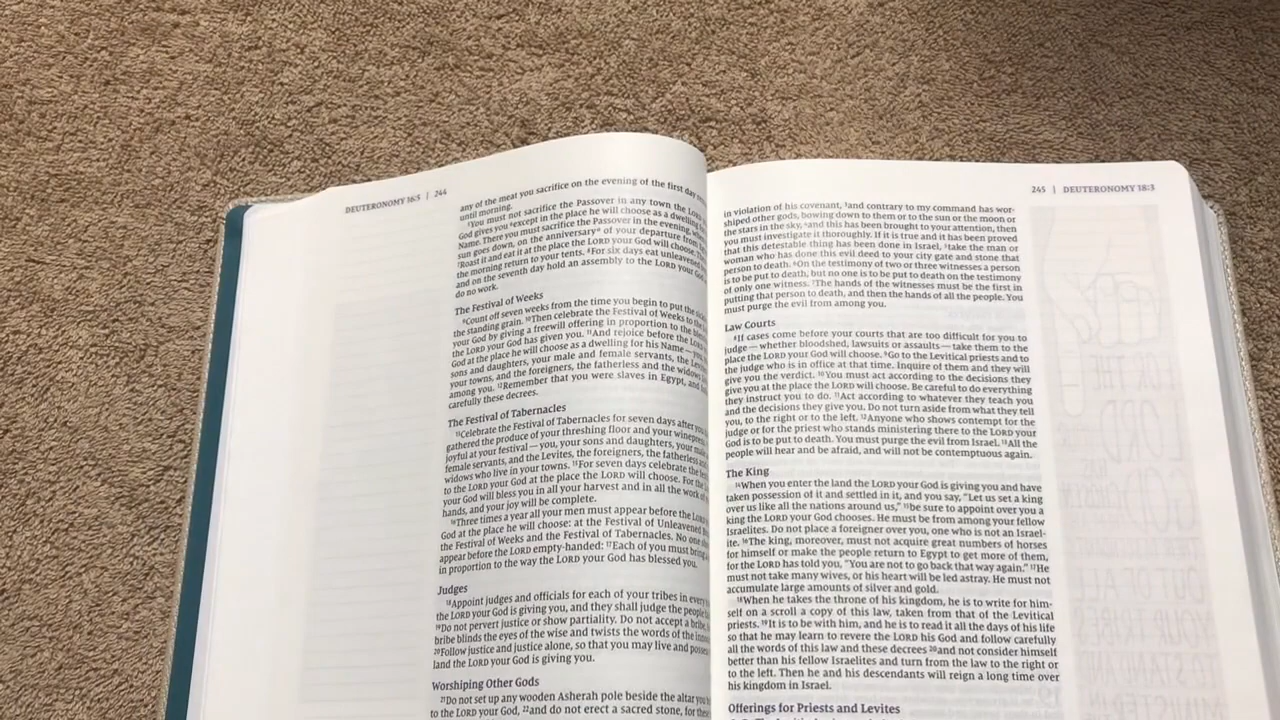 DEUTERONOMY 16:5 | 244
any of the meat you sacrifice on the evening of the first day
until morning.
⁵You must not sacrifice the Passover in any town the LORD
God gives you ⁶except in the place he will choose as a dwelling
Name. There you must sacrifice the Passover in the evening,
sun goes down, on the anniversary of your departure from
⁷Roast it and eat it at the place the LORD your God will choose.
the morning return to your tents. ⁸For six days eat unleavened
and on the seventh day hold an assembly to the LORD your God
do no work.
The Festival of Weeks
⁹Count off seven weeks from the time you begin to put the
the standing grain. ¹⁰Then celebrate the Festival of Weeks to the
your God by giving a freewill offering in proportion to the
the LORD your God has given you. ¹¹And rejoice before the LORD
God at the place he will choose as a dwelling for his Name—
sons and daughters, your male and female servants, the
your towns, and the foreigners, the fatherless and the widows
among you. ¹²Remember that you were slaves in Egypt, and
carefully these decrees.
The Festival of Tabernacles
¹³Celebrate the Festival of Tabernacles for seven days after you
gathered the produce of your threshing floor and your
joyful at your festival — you, your sons and daughters, your
female servants, and the Levites, the foreigners, the fatherless
widows who live in your towns. ¹⁵For seven days celebrate the
to the LORD your God at the place the LORD will choose. For the
your God will bless you in all your harvest and in all the work of
hands, and your joy will be complete.
¹⁶Three times a year all your men must appear before the LORD
God at the place he will choose: at the Festival of Unleavened
the Festival of Weeks and the Festival of Tabernacles. No one
appear before the LORD empty-handed: ¹⁷Each of you must bring
in proportion to the way the LORD your God has blessed you.
Judges
¹⁸Appoint judges and officials for each of your tribes in every
the LORD your God is giving you, and they shall judge the people
¹⁹Do not pervert justice or show partiality. Do not accept a bribe,
bribe blinds the eyes of the wise and twists the words of the
²⁰Follow justice and justice alone, so that you may live and possess
land the LORD your God is giving you.
Worshiping Other Gods
²¹Do not set up any wooden Asherah pole beside the altar you
to the LORD your God, ²²and do not erect a sacred stone, for these
245 | DEUTERONOMY 18:3
in violation of his covenant, ³and contrary to my command has wor-
shiped other gods, bowing down to them or to the sun or the moon or
the stars in the sky, ⁴and this has been brought to your attention, then
you must investigate it thoroughly. If it is true and it has been proved
that this detestable thing has been done in Israel, ⁵take the man or
woman who has done this evil deed to your city gate and stone that
person to death. ⁶On the testimony of two or three witnesses a person
is to be put to death, but no one is to be put to death on the testimony
of only one witness. ⁷The hands of the witnesses must be the first in
putting that person to death, and then the hands of all the people. You
must purge the evil from among you.
Law Courts
⁸If cases come before your courts that are too difficult for you to
judge — whether bloodshed, lawsuits or assaults — take them to the
place the LORD your God will choose. ⁹Go to the Levitical priests and to
the judge who is in office at that time. Inquire of them and they will
give you the verdict. ¹⁰You must act according to the decisions they
give you at the place the LORD will choose. Be careful to do everything
they instruct you to do. ¹¹Act according to whatever they teach you
and the decisions they give you. Do not turn aside from what they tell
you, to the right or to the left. ¹²Anyone who shows contempt for the
judge or for the priest who stands ministering there to the LORD your
God is to be put to death. You must purge the evil from Israel. ¹³All the
people will hear and be afraid, and will not be contemptuous again.
The King
¹⁴When you enter the land the LORD your God is giving you and have
taken possession of it and settled in it, and you say, “Let us set a king
over us like all the nations around us,” ¹⁵be sure to appoint over you a
king the LORD your God chooses. He must be from among your fellow
Israelites. Do not place a foreigner over you, one who is not an Israel-
ite. ¹⁶The king, moreover, must not acquire great numbers of horses
for himself or make the people return to Egypt to get more of them,
for the LORD has told you, “You are not to go back that way again.” ¹⁷He
must not take many wives, or his heart will be led astray. He must not
accumulate large amounts of silver and gold.
¹⁸When he takes the throne of his kingdom, he is to write for him-
self on a scroll a copy of this law, taken from that of the Levitical
priests. ¹⁹It is to be with him, and he is to read it all the days of his life
so that he may learn to revere the LORD his God and follow carefully
all the words of this law and these decrees ²⁰and not consider himself
better than his fellow Israelites and turn from the law to the right or
to the left. Then he and his descendants will reign a long time over
his kingdom in Israel.
Offerings for Priests and Levites